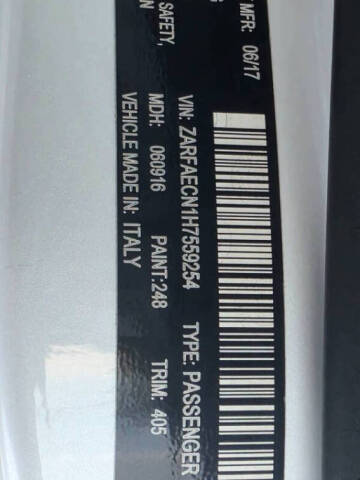 MFR: 06/17
SAFETY,
VIN: ZARFAECN1H7559254 TYPE: PASSENGER
MDH: 060916 PAINT:248 TRIM: 405
VEHICLE MADE IN: ITALY